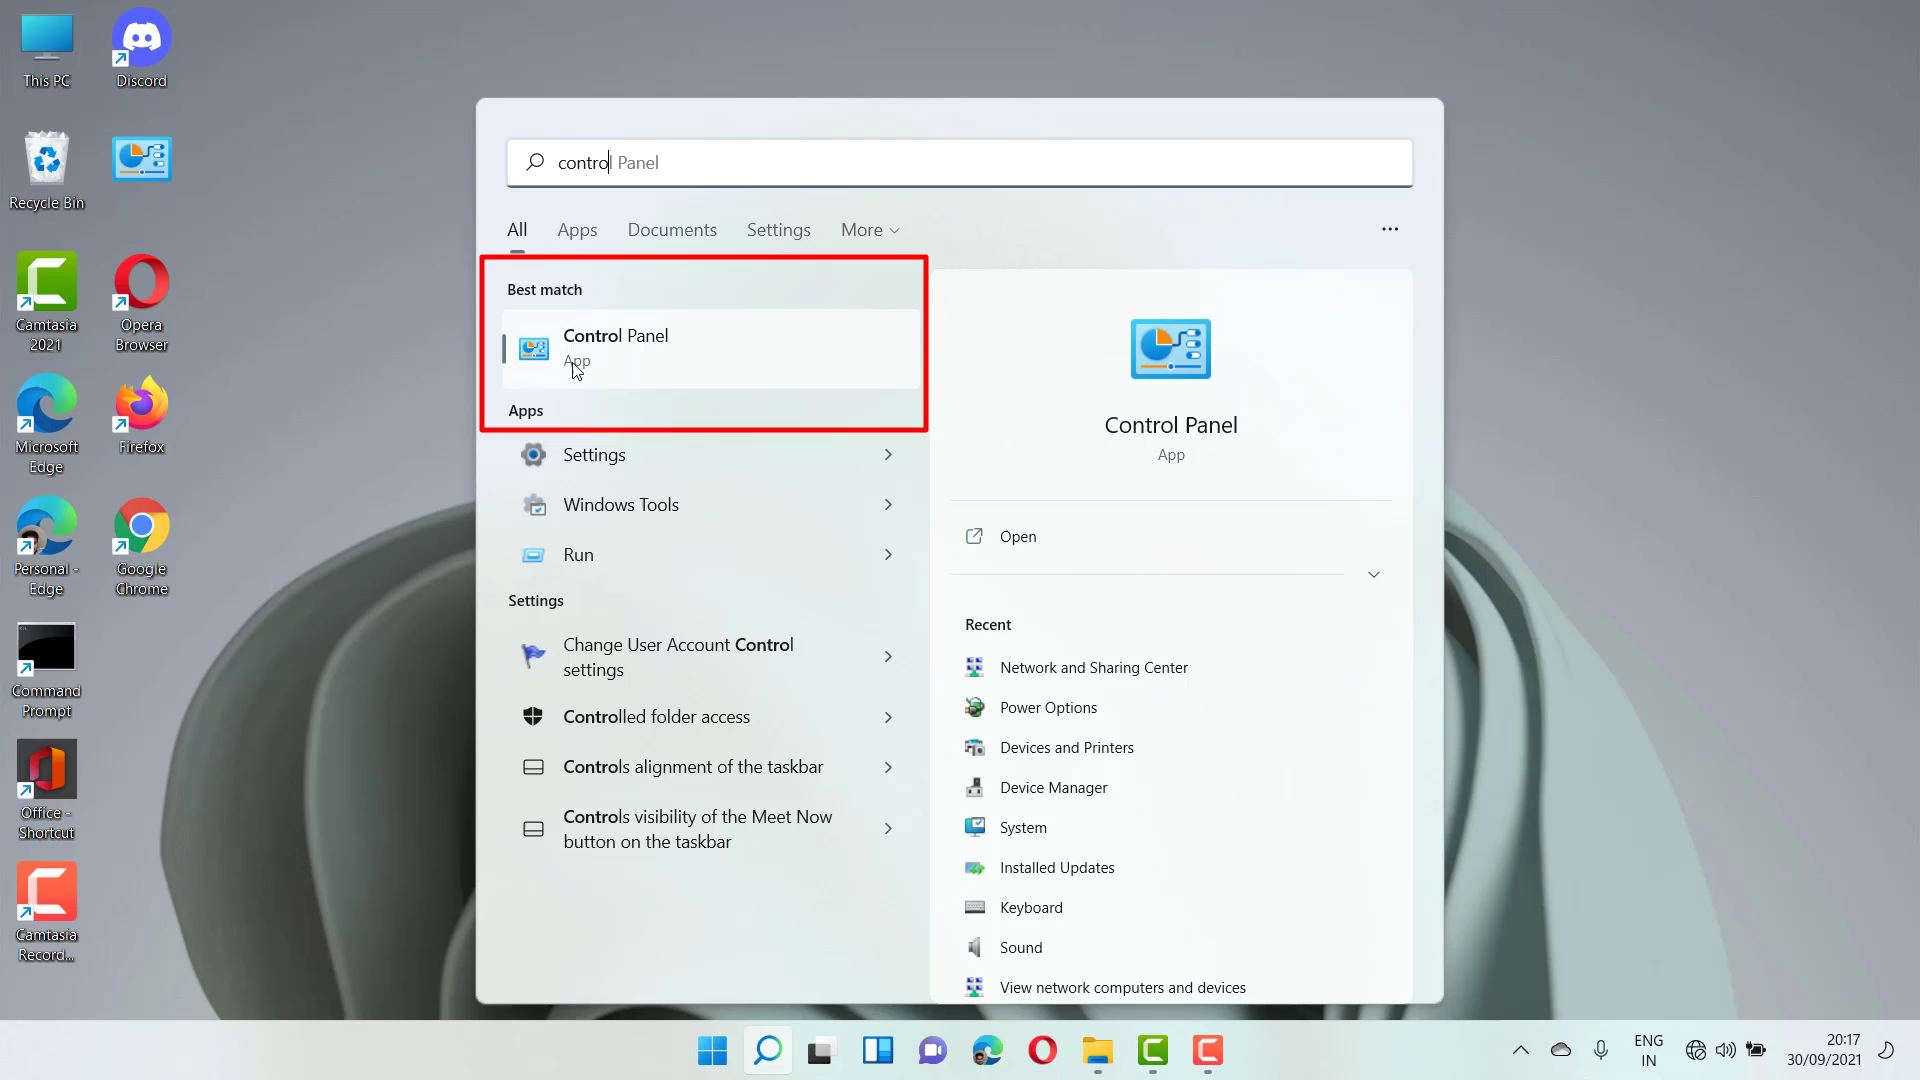 This PC
Discord
Recycle Bin
Camtasia
2021
Opera
Browser
Microsoft
Edge
Firefox
Personal -
Edge
Google
Chrome
Command
Prompt
Office -
Shortcut
Camtasia
Record...
control Panel
All Apps Documents Settings More
Best match
Control Panel
App
Apps
Settings
Windows Tools
Run
Settings
Change User Account Control
settings
Controlled folder access
Controls alignment of the taskbar
Controls visibility of the Meet Now
button on the taskbar
Control Panel
App
Open
Recent
Network and Sharing Center
Power Options
Devices and Printers
Device Manager
System
Installed Updates
Keyboard
Sound
View network computers and devices
ENG
IN
20:17
30/09/2021